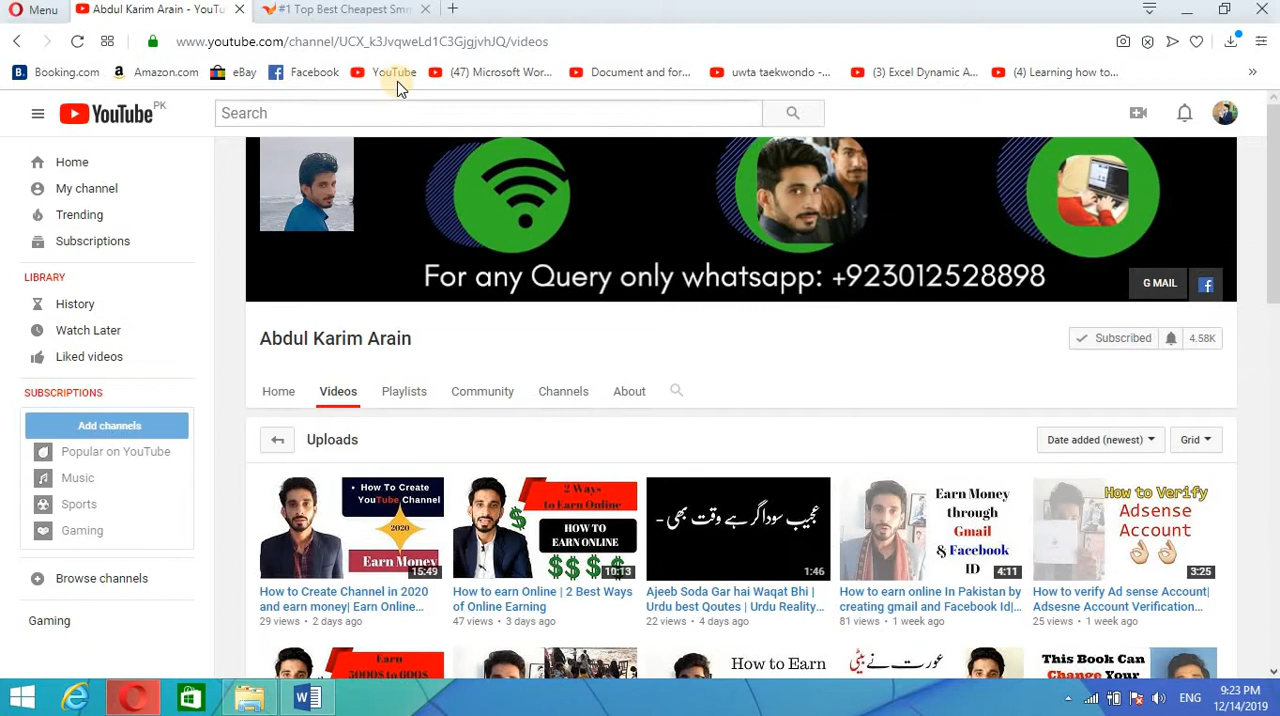 Menu
Abdul Karim Arain - YouTu
#1 Top Best Cheapest Smm
www.youtube.com/channel/UCX_k3JvqweLd1C3GjgjvhJQ/videos
Booking.com
Amazon.com
eBay
Facebook
YouTube
(47) Microsoft Wor...
Document and for...
uwta taekwondo -...
(3) Excel Dynamic A...
(4) Learning how to...
YouTube PK
Search
Home
My channel
Trending
Subscriptions
LIBRARY
History
Watch Later
Liked videos
SUBSCRIPTIONS
Add channels
Popular on YouTube
Music
Sports
Gaming
Browse channels
Gaming
For any Query only whatsapp: +923012528898
G MAIL
Abdul Karim Arain
Subscribed
4.58K
Home
Videos
Playlists
Community
Channels
About
Uploads
Date added (newest)
Grid
• How To Create
YouTube Channel
2020
Earn Money
15:49
How to Create Channel in 2020
and earn money| Earn Online...
29 views • 2 days ago
2 Ways
to Earn Online
HOW TO
EARN ONLINE
10:13
How to earn Online | 2 Best Ways
of Online Earning
47 views • 3 days ago
عجیب سوداگر ہے وقت بھی -
1:46
Ajeeb Soda Gar hai Waqat Bhi |
Urdu best Qoutes | Urdu Reality...
22 views • 4 days ago
Earn Money
through
Gmail
& Facebook
ID
4:11
How to earn online In Pakistan by
creating gmail and Facebook Id|...
81 views • 1 week ago
How to Verify
Adsense
Account
3:25
How to verify Ad sense Account|
Adsesne Account Verification...
25 views • 1 week ago
Earn
5000$ to 600$
How to Earn
عورت نے بیٹی
This Book Can
Change Your
ENG
9:23 PM
12/14/2019